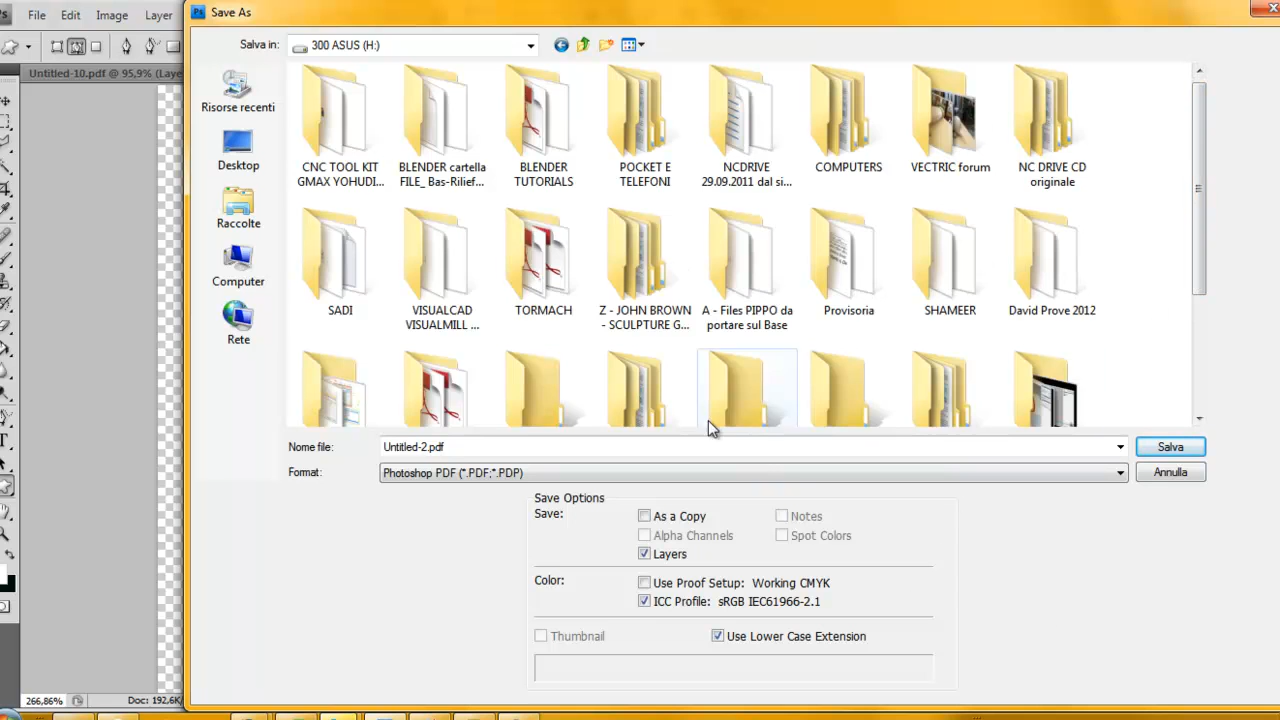 Save As
File Edit Image Layer
Salva in: 300 ASUS (H:)
Untitled-10.pdf @ 95,9% (Laye
Risorse recenti
Desktop
Raccolte
Computer
Rete
CNC TOOL KIT GMAX YOHUDI...
BLENDER cartella FILE_ Bas-Rilief...
BLENDER TUTORIALS
POCKET E TELEFONI
NCDRIVE 29.09.2011 dal si...
COMPUTERS
VECTRIC forum
NC DRIVE CD originale
SADI
VISUALCAD VISUALMILL ...
TORMACH
Z - JOHN BROWN - SCULPTURE G...
A - Files PIPPO da portare sul Base
Provisoria
SHAMEER
David Prove 2012
Nome file: Untitled-2.pdf Salva
Format: Photoshop PDF (*.PDF;*.PDP) Annulla
Save Options
Save: As a Copy Notes
Alpha Channels Spot Colors
Layers
Color: Use Proof Setup: Working CMYK
ICC Profile: sRGB IEC61966-2.1
Thumbnail Use Lower Case Extension
266,86% Doc: 192,6K/